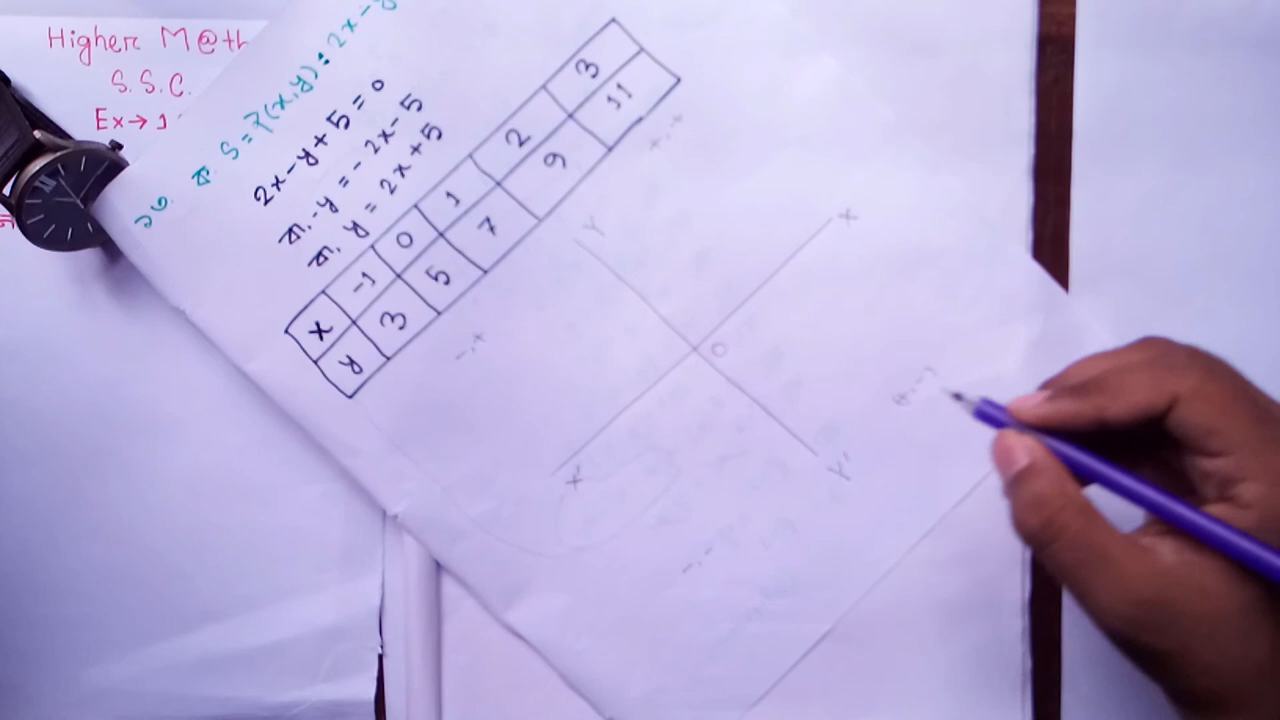 Higher M@th
S.S.C.
Ex→1
১৬. ক. S = {(x,y) : 2x-y
2x-y+5=0
বা, -y = -2x-5
বা, y = 2x+5
x -1 0 1 2 3
y 3 5 7 9 11
+,+
-,+
Y
X
O
X'
Y'
-,-
(+,-)